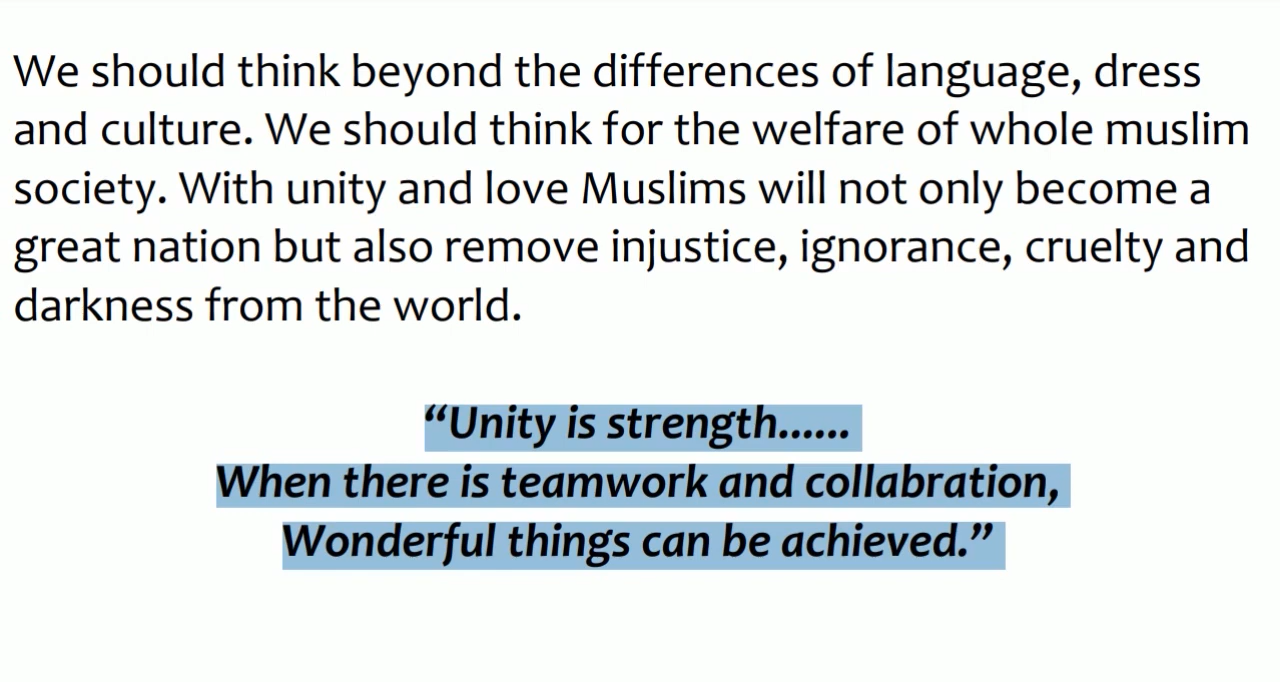 We should think beyond the differences of language, dress
and culture. We should think for the welfare of whole muslim
society. With unity and love Muslims will not only become a
great nation but also remove injustice, ignorance, cruelty and
darkness from the world.
“Unity is strength......
When there is teamwork and collabration,
Wonderful things can be achieved.”